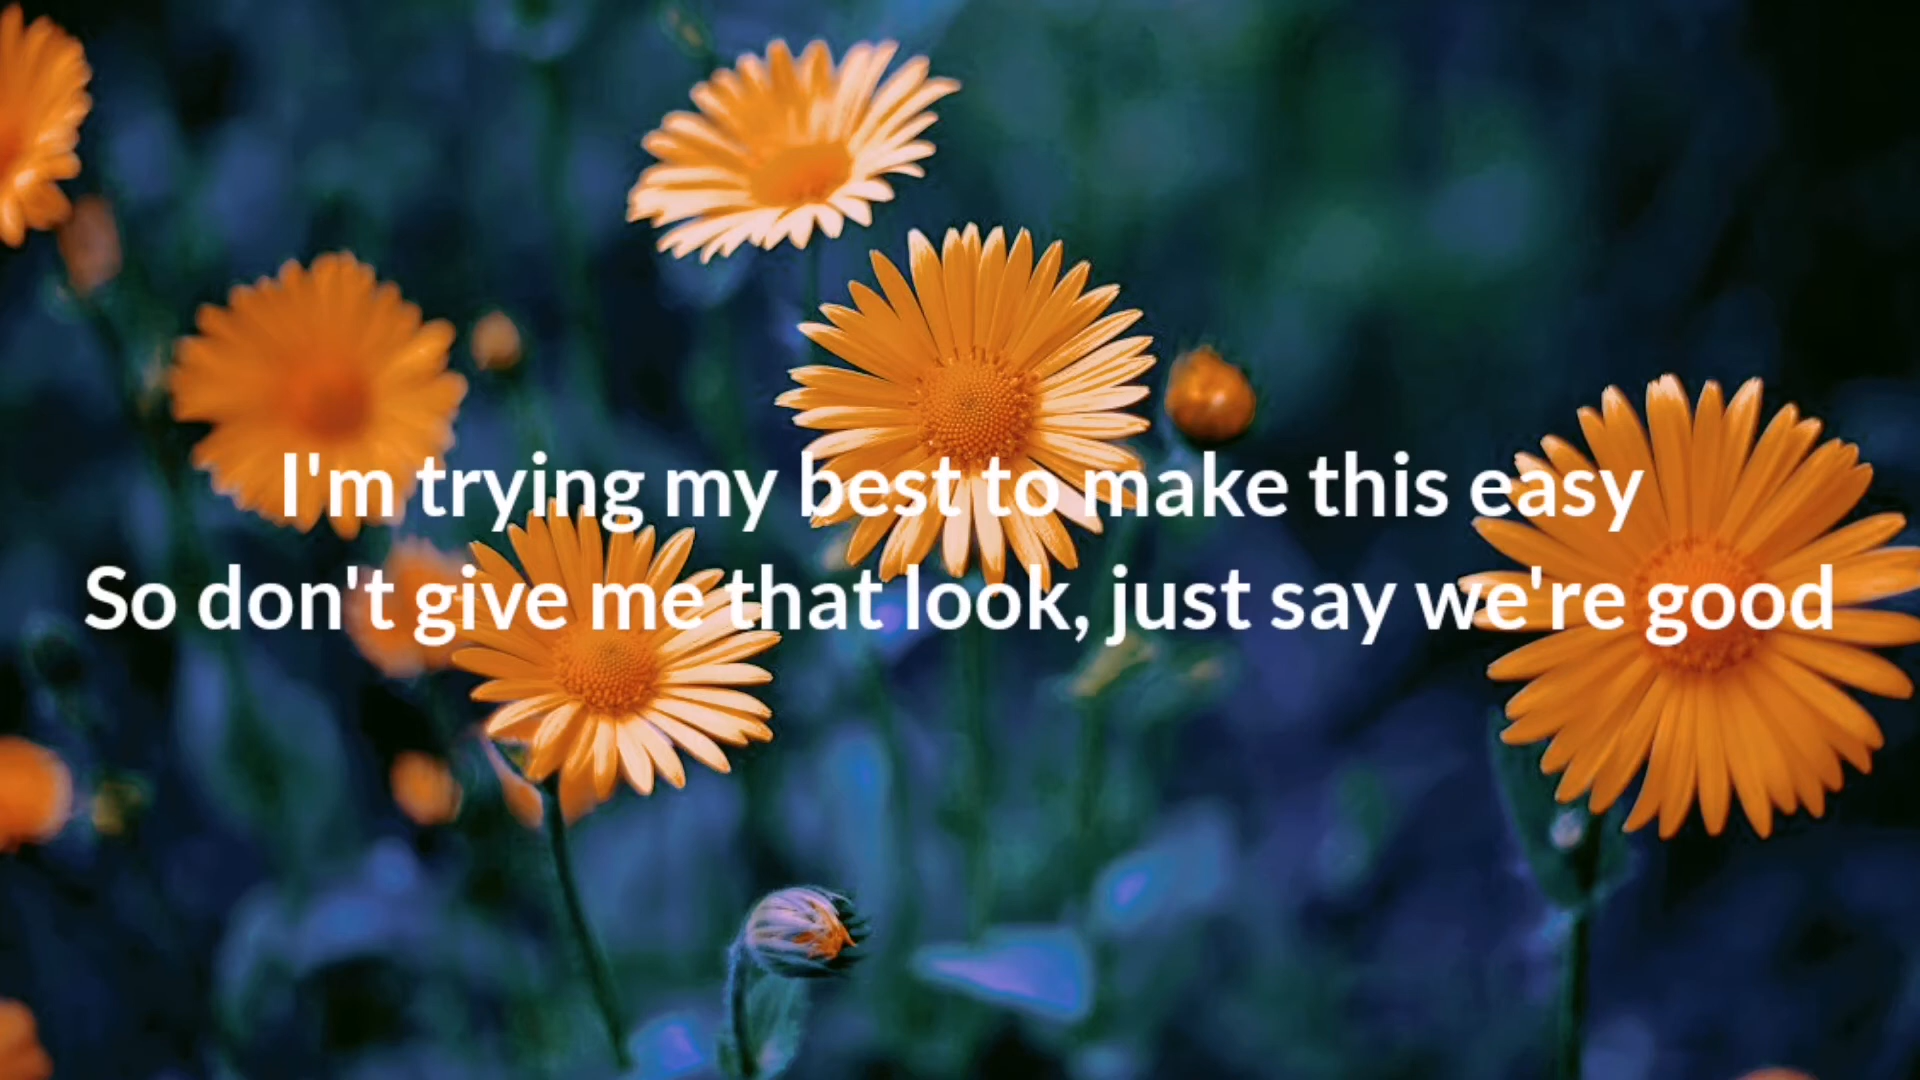 I'm trying my best to make this easy
So don't give me that look, just say we're good